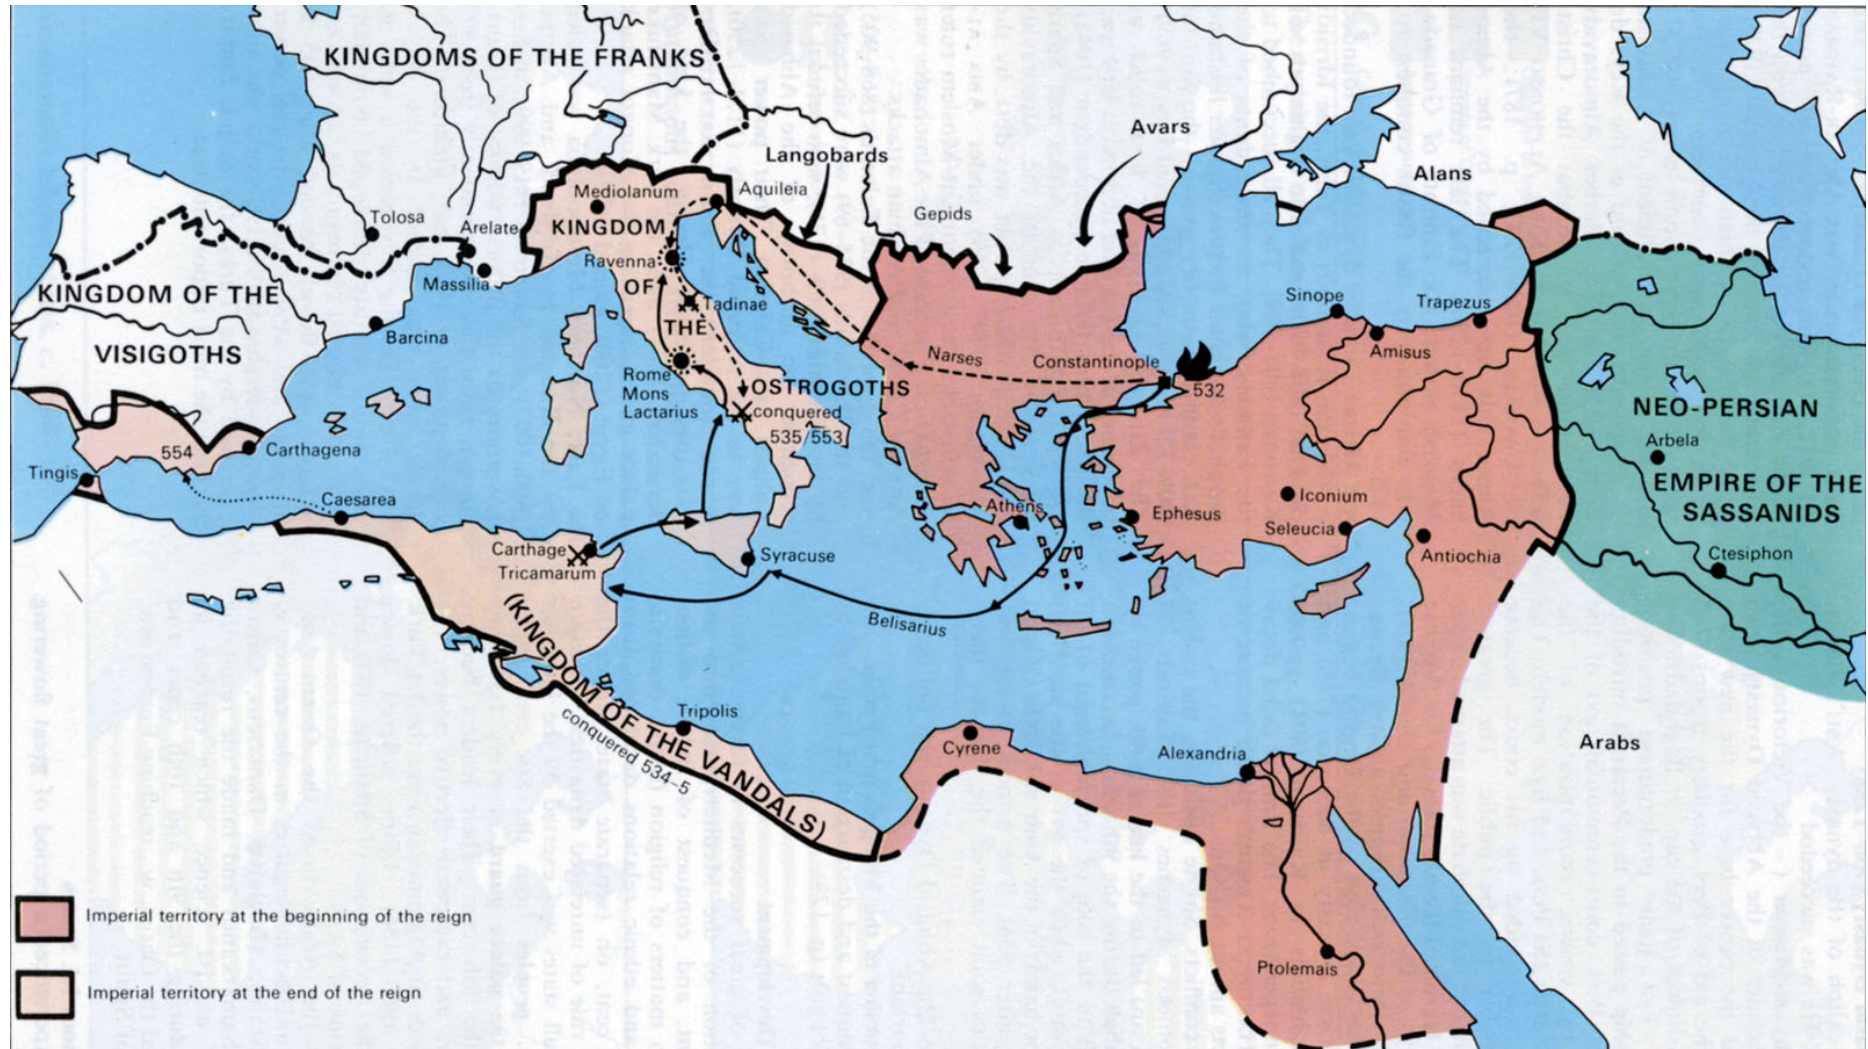 KINGDOMS OF THE FRANKS
Avars
Langobards
Alans
Mediolanum
Aquileia
Tolosa
Arelate
KINGDOM
Gepids
Ravenna
Massilia
OF
KINGDOM OF THE
Tadinae
Sinope
Trapezus
THE
Barcina
VISIGOTHS
Narses
Constantinople
Amisus
Rome
Mons
Lactarius
OSTROGOTHS
conquered
535/553
532
NEO-PERSIAN
Arbela
554
Carthagena
Tingis
Caesarea
EMPIRE OF THE
SASSANIDS
Iconium
Athens
Ephesus
Seleucia
Carthage
Tricamarum
Syracuse
Antiochia
Ctesiphon
Belisarius
(KINGDOM OF THE VANDALS)
conquered 534-5
Tripolis
Cyrene
Alexandria
Arabs
Imperial territory at the beginning of the reign
Ptolemais
Imperial territory at the end of the reign